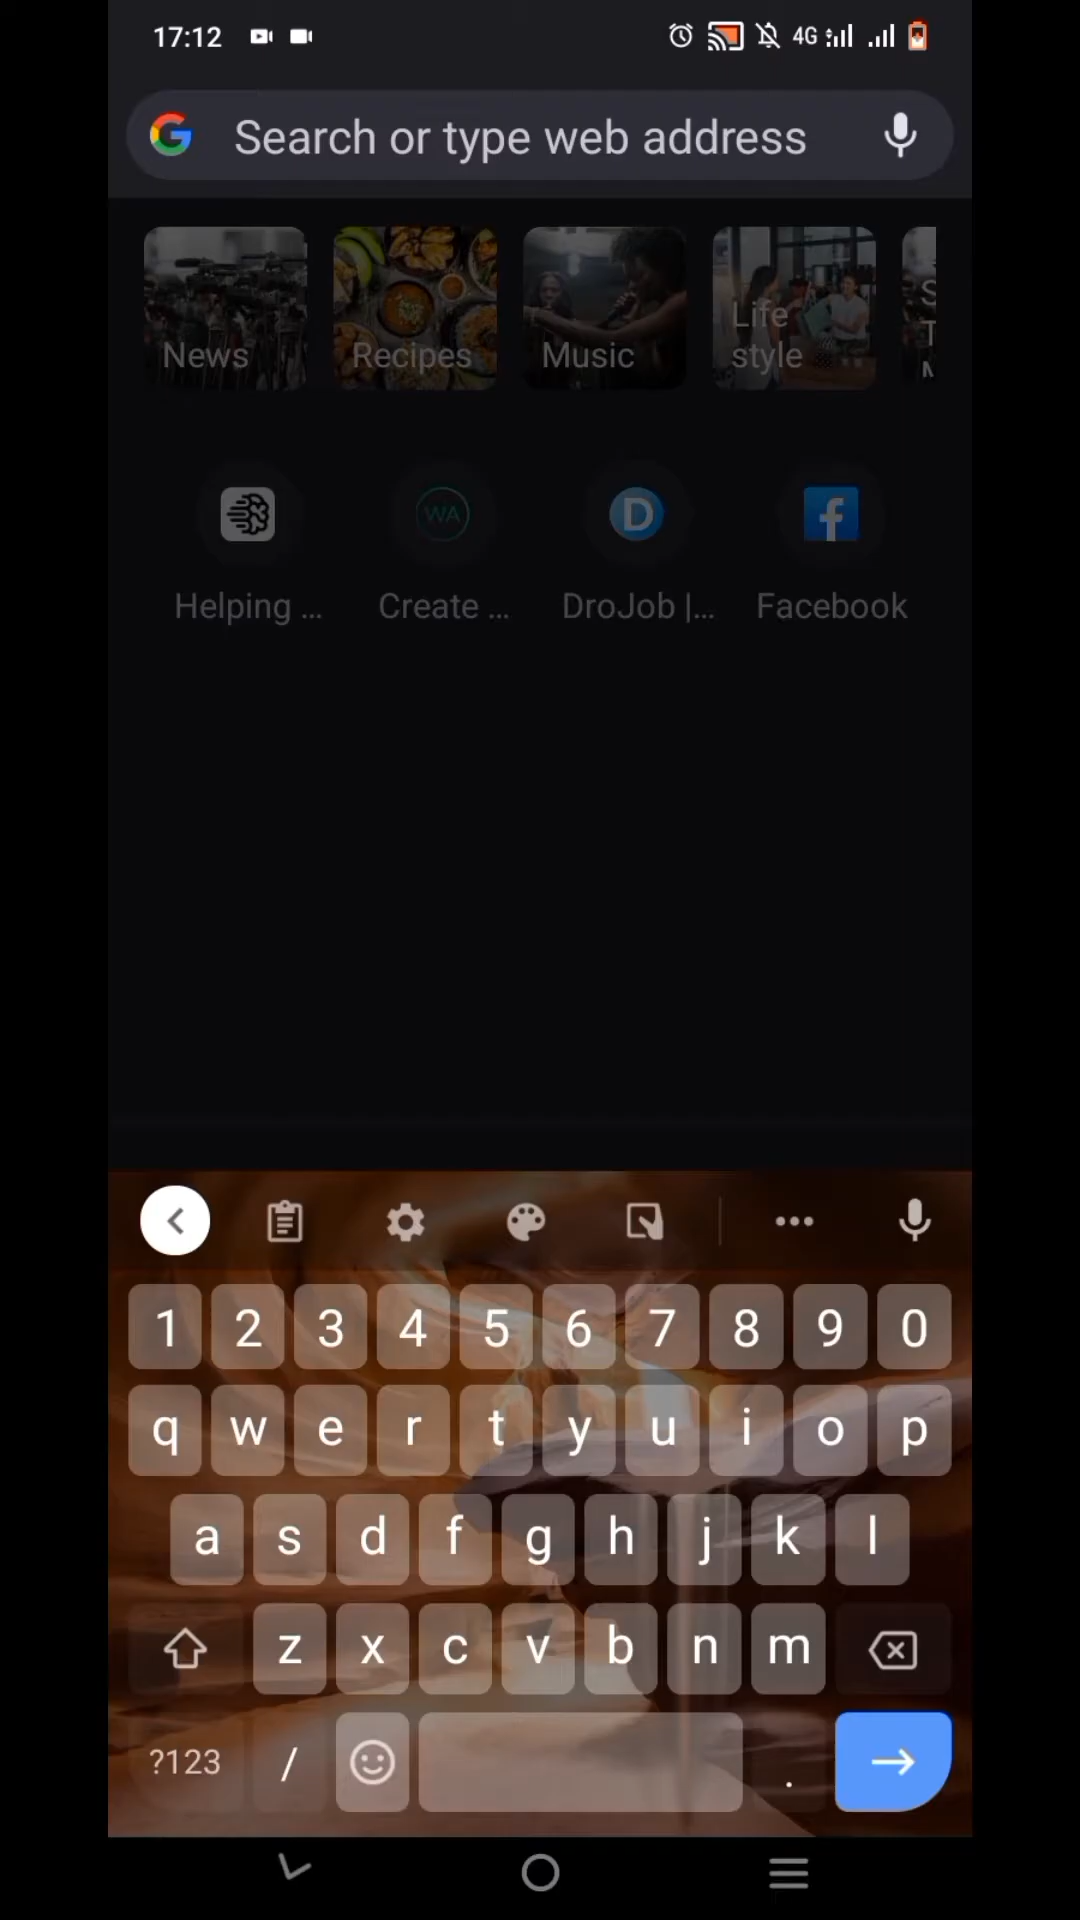 17:12 4G
Search or type web address
News Recipes Music Life style
WA D f
Helping ... Create ... DroJob |... Facebook
1 2 3 4 5 6 7 8 9 0
q w e r t y u i o p
a s d f g h j k l
z x c v b n m
?123 / .